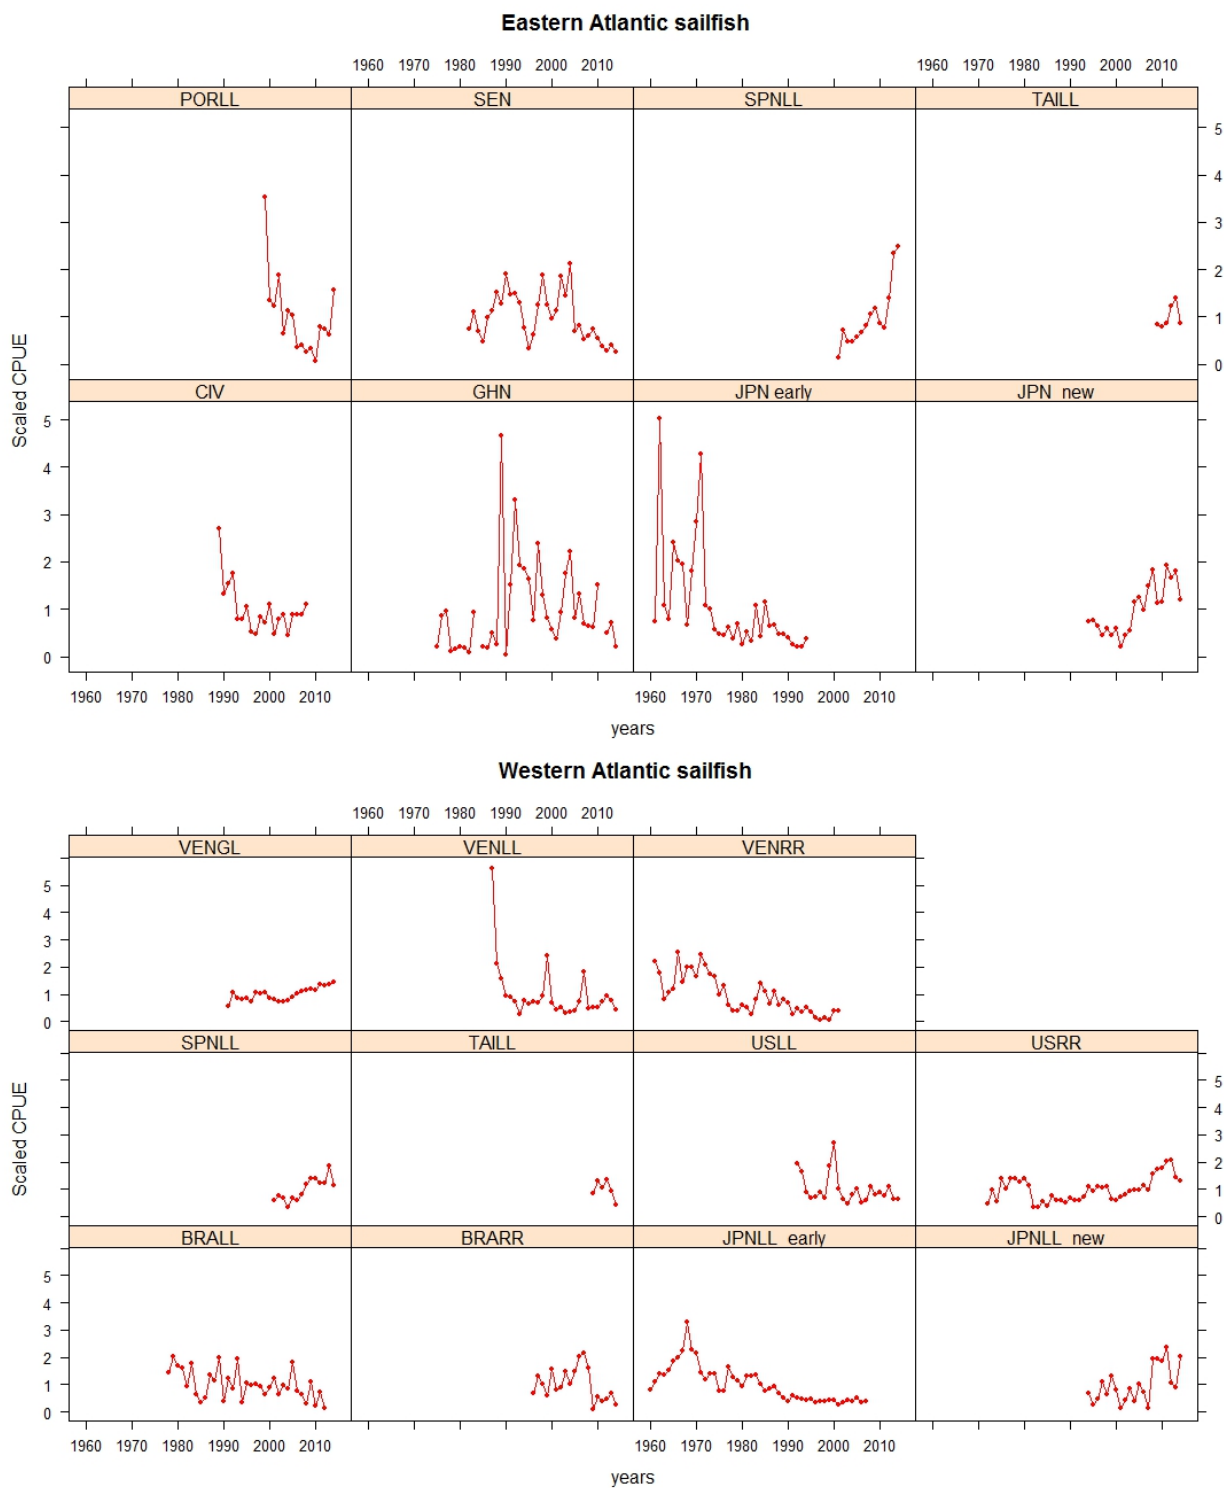 Eastern Atlantic sailfish
1960 1970 1980 1990 2000 2010 1960 1970 1980 1990 2000 2010
PORLL SEN SPNLL TAILL
5
4
3
2
1
0
CIV GHN JPN early JPN new
5
4
3
2
1
0
Scaled CPUE
1960 1970 1980 1990 2000 2010 1960 1970 1980 1990 2000 2010
years
Western Atlantic sailfish
1960 1970 1980 1990 2000 2010
VENGL VENLL VENRR
5
4
3
2
1
0
SPNLL TAILL USLL USRR
5
4
3
2
1
0
Scaled CPUE
BRALL BRARR JPNLL early JPNLL new
5
4
3
2
1
0
1960 1970 1980 1990 2000 2010 1960 1970 1980 1990 2000 2010
years